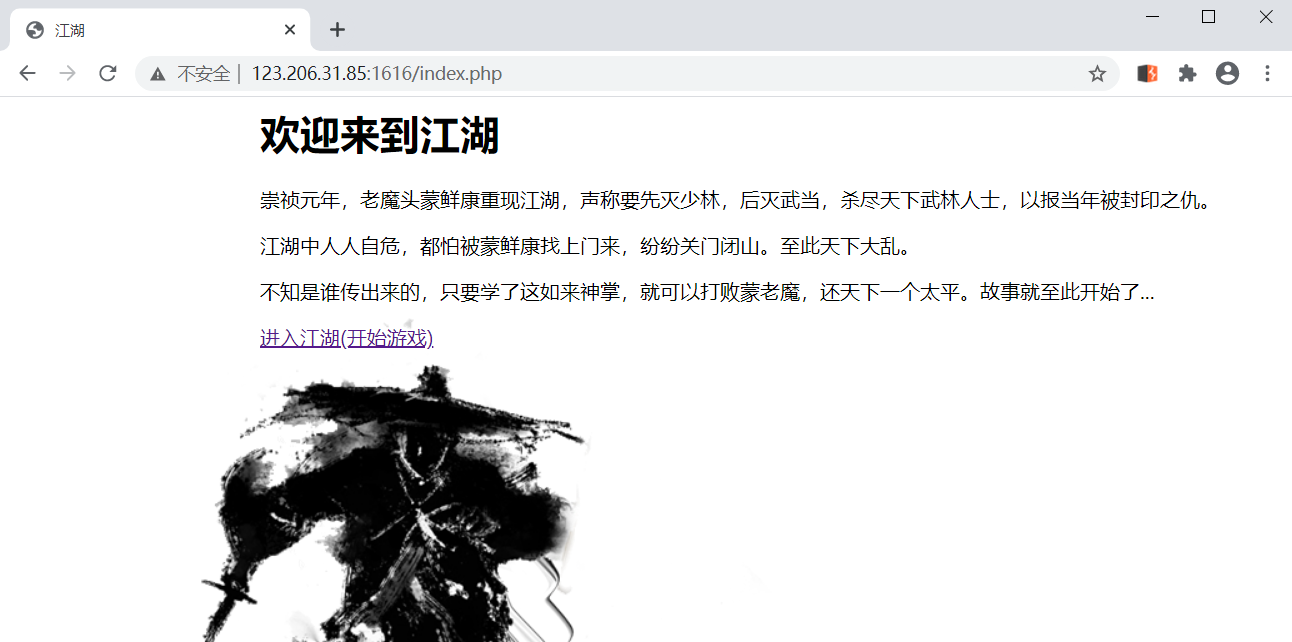 江湖
不安全 | 123.206.31.85:1616/index.php
欢迎来到江湖
崇祯元年，老魔头蒙鲜康重现江湖，声称要先灭少林，后灭武当，杀尽天下武林人士，以报当年被封印之仇。
江湖中人人自危，都怕被蒙鲜康找上门来，纷纷关门闭山。至此天下大乱。
不知是谁传出来的，只要学了这如来神掌，就可以打败蒙老魔，还天下一个太平。故事就至此开始了...
进入江湖(开始游戏)